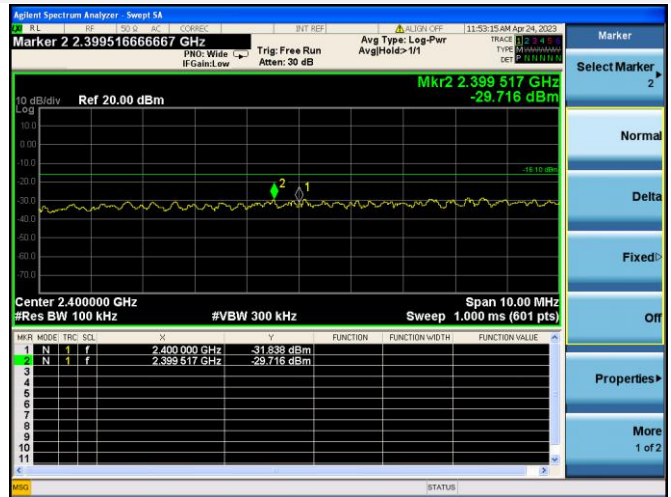 Agilent Spectrum Analyzer - Swept SA
RL RF 50 Ω AC CORREC INT REF ALIGN OFF 11:53:15 AM Apr 24, 2023
Marker 2 2.399516666667 GHz
PNO: Wide
IFGain:Low
Trig: Free Run
Atten: 30 dB
Avg Type: Log-Pwr
Avg|Hold:>1/1
TRACE 1 2 3 4 5 6
TYPE M
DET P N N N N N
Mkr2 2.399 517 GHz
-29.716 dBm
10 dB/div Ref 20.00 dBm
Log
10.0
0.00
-10.0
-16.10 dBm
-20.0
2 1
-30.0
-40.0
-50.0
-60.0
-70.0
Center 2.400000 GHz Span 10.00 MHz
#Res BW 100 kHz #VBW 300 kHz Sweep 1.000 ms (601 pts)
MKR MODE TRC SCL X Y FUNCTION FUNCTION WIDTH FUNCTION VALUE
1 N 1 f 2.400 000 GHz -31.838 dBm
2 N 1 f 2.399 517 GHz -29.716 dBm
3
4
5
6
7
8
9
10
11
MSG STATUS
Marker
Select Marker
2
Normal
Delta
Fixed
Off
Properties
More
1 of 2